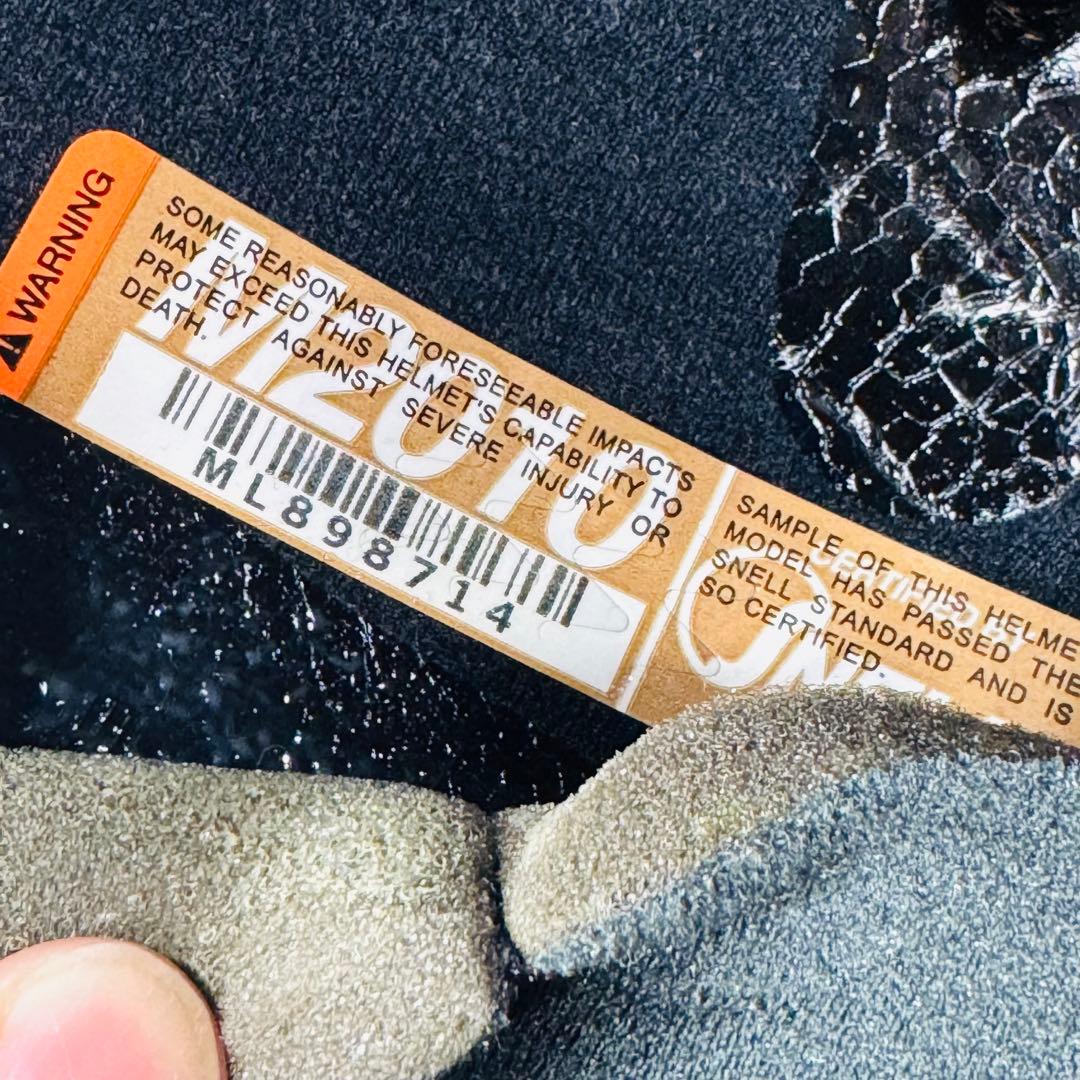 WARNING
SOME REASONABLY FORESEEABLE IMPACTS
MAY EXCEED THIS HELMET'S CAPABILITY TO
PROTECT AGAINST SEVERE INJURY OR
DEATH.
M2010
ML898714
SAMPLE OF THIS HELME
MODEL HAS PASSED THE
SNELL STANDARD AND IS
SO CERTIFIED